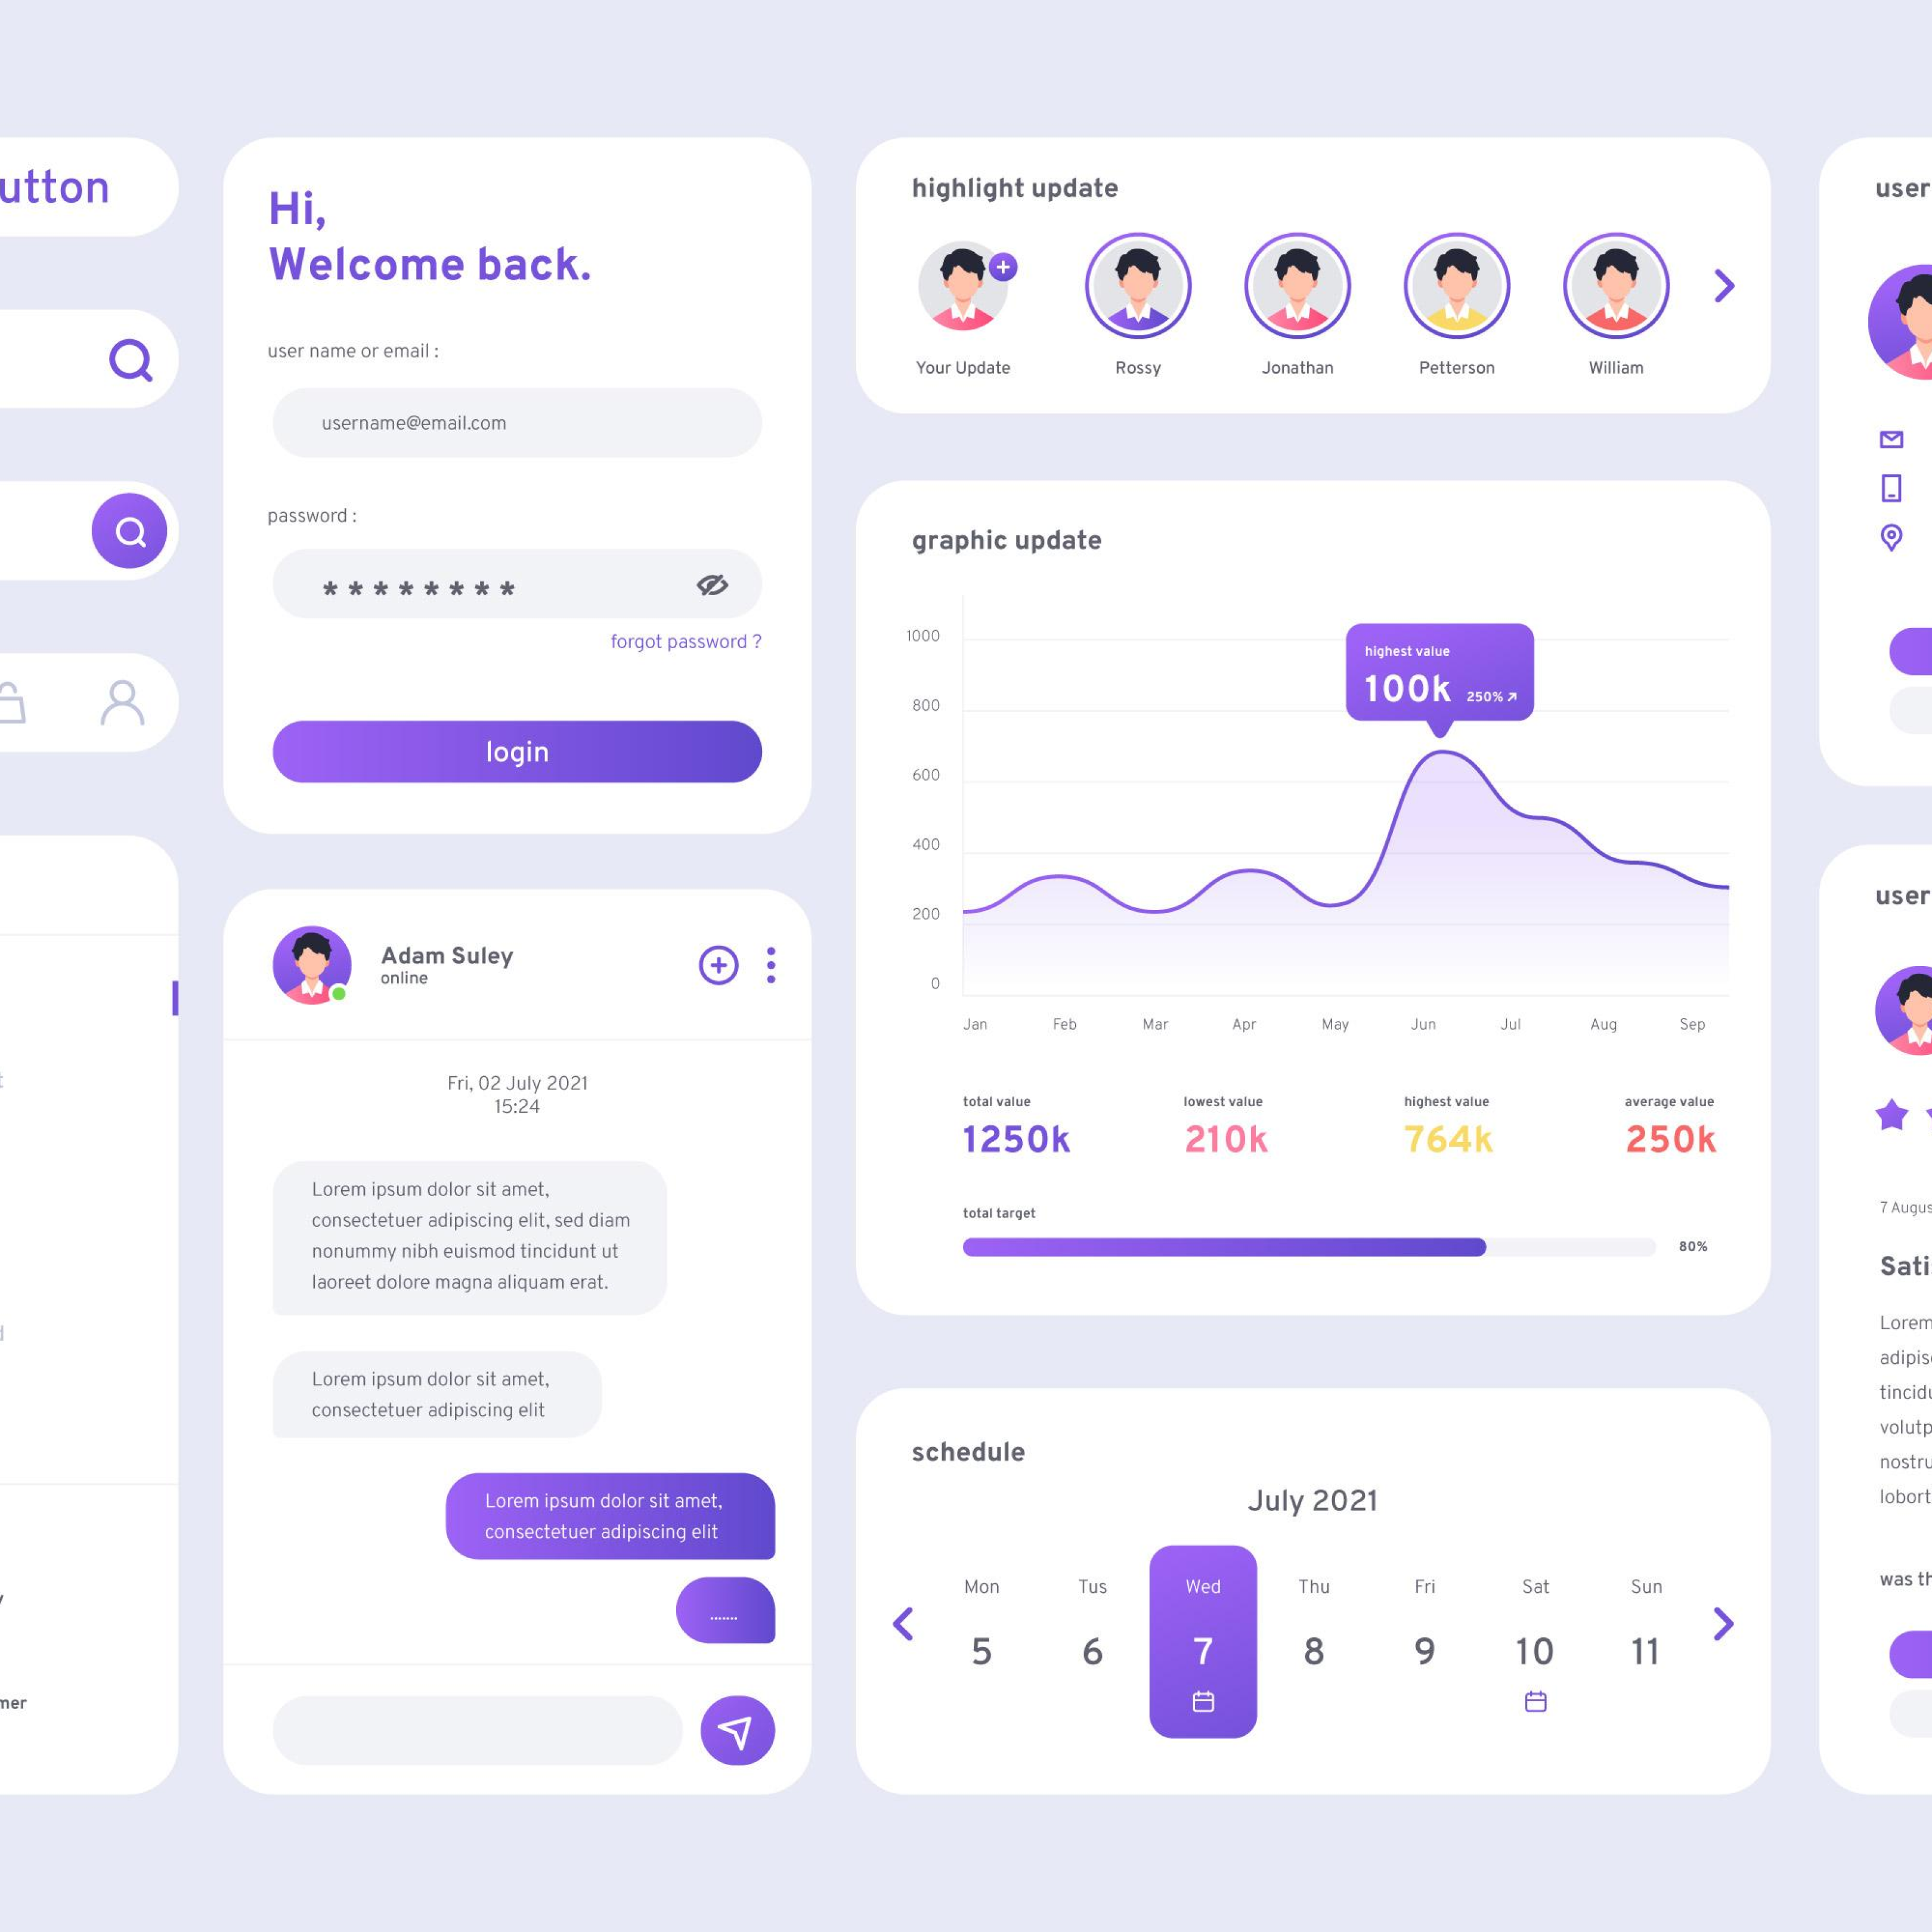 utton
mer
Hi,
Welcome back.
user name or email :
username@email.com
password :
* * * * * * * *
forgot password ?
login
Adam Suley
online
Fri, 02 July 2021
15:24
Lorem ipsum dolor sit amet,
consectetuer adipiscing elit, sed diam
nonummy nibh euismod tincidunt ut
laoreet dolore magna aliquam erat.
Lorem ipsum dolor sit amet,
consectetuer adipiscing elit
Lorem ipsum dolor sit amet,
consectetuer adipiscing elit
.......
highlight update
Your Update Rossy Jonathan Petterson William
graphic update
highest value
100k 250%
1000
800
600
400
200
0
Jan Feb Mar Apr May Jun Jul Aug Sep
total value lowest value highest value average value
1250k 210k 764k 250k
total target
80%
schedule
July 2021
Mon Tus Wed Thu Fri Sat Sun
5 6 7 8 9 10 11
user
user
7 Augus
Sati
Lorem
adipis
tincidu
volutp
nostru
lobort
was th